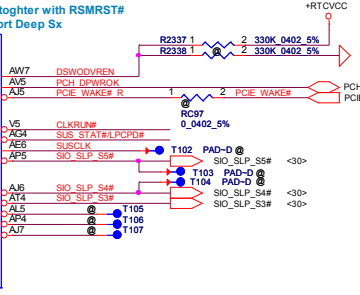 toghter with RSMRST#
ort Deep Sx
+RTCVCC
R2337 1 2 330K_0402_5%
R2338 1 @ 2 330K_0402_5%
AW7 DSWODVREN
AV5 PCH_DPWROK PCH
AJ5 PCIE_WAKE#_R 1 2 PCIE_WAKE# PCIE
@
RC97
0_0402_5%
V5 CLKRUN#
AG4 SUS_STAT#/LPCPD#
AE6 SUSCLK T102 PAD~D @
AP5 SIO_SLP_S5# SIO_SLP_S5# <30>
T103 PAD~D @
T104 PAD~D @
AJ6 SIO_SLP_S4# SIO_SLP_S4# <30>
AT4 SIO_SLP_S3# SIO_SLP_S3# <30>
AL5 @ T105
AP4 @ T106
AJ7 @ T107